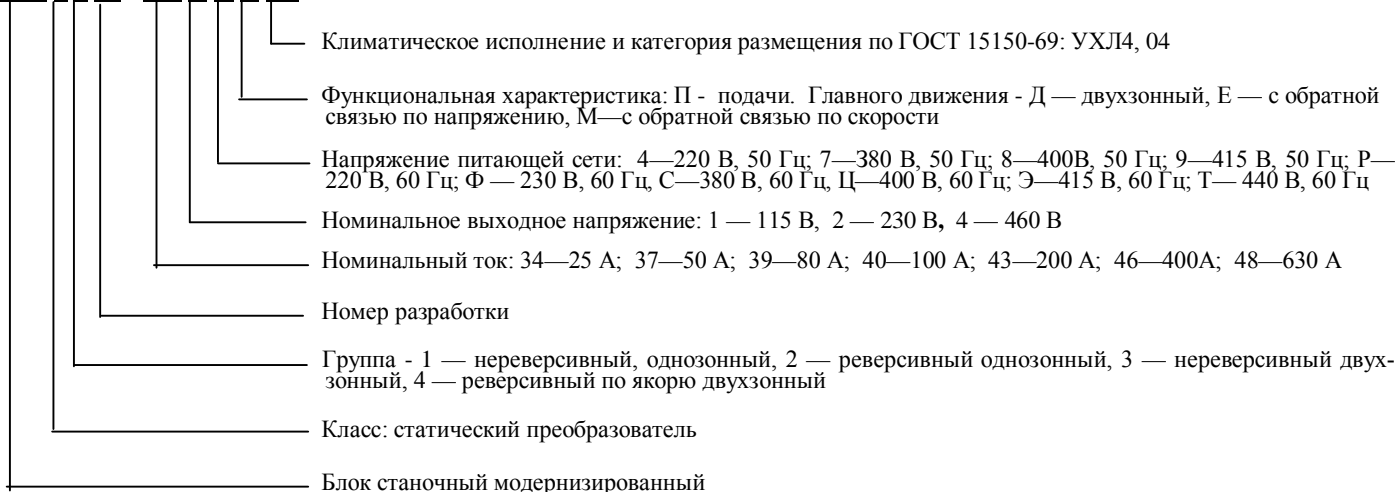 Климатическое исполнение и категория размещения по ГОСТ 15150-69: УХЛ4, 04
Функциональная характеристика: П - подачи. Главного движения - Д — двухзонный, Е — с обратной
связью по напряжению, М—с обратной связью по скорости
Напряжение питающей сети: 4—220 В, 50 Гц; 7—380 В, 50 Гц; 8—400В, 50 Гц; 9—415 В, 50 Гц; Р—
220 В, 60 Гц; Ф — 230 В, 60 Гц, С—380 В, 60 Гц, Ц—400 В, 60 Гц; Э—415 В, 60 Гц; Т— 440 В, 60 Гц
Номинальное выходное напряжение: 1 — 115 В, 2 — 230 В, 4 — 460 В
Номинальный ток: 34—25 А; 37—50 А; 39—80 А; 40—100 А; 43—200 А; 46—400А; 48—630 А
Номер разработки
Группа - 1 — нереверсивный, однозонный, 2 — реверсивный однозонный, 3 — нереверсивный двух-
зонный, 4 — реверсивный по якорю двухзонный
Класс: статический преобразователь
Блок станочный модернизированный